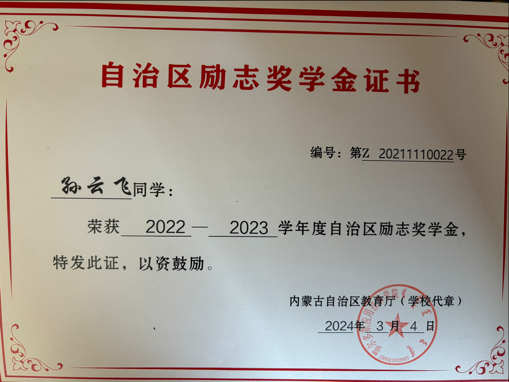 自治区励志奖学金证书
编号：第Z 20211110022号
孙云飞同学：
荣获 2022 — 2023 学年度自治区励志奖学金，
特发此证，以资鼓励。
内蒙古自治区教育厅（学校代章）
2024年 3 月 4 日